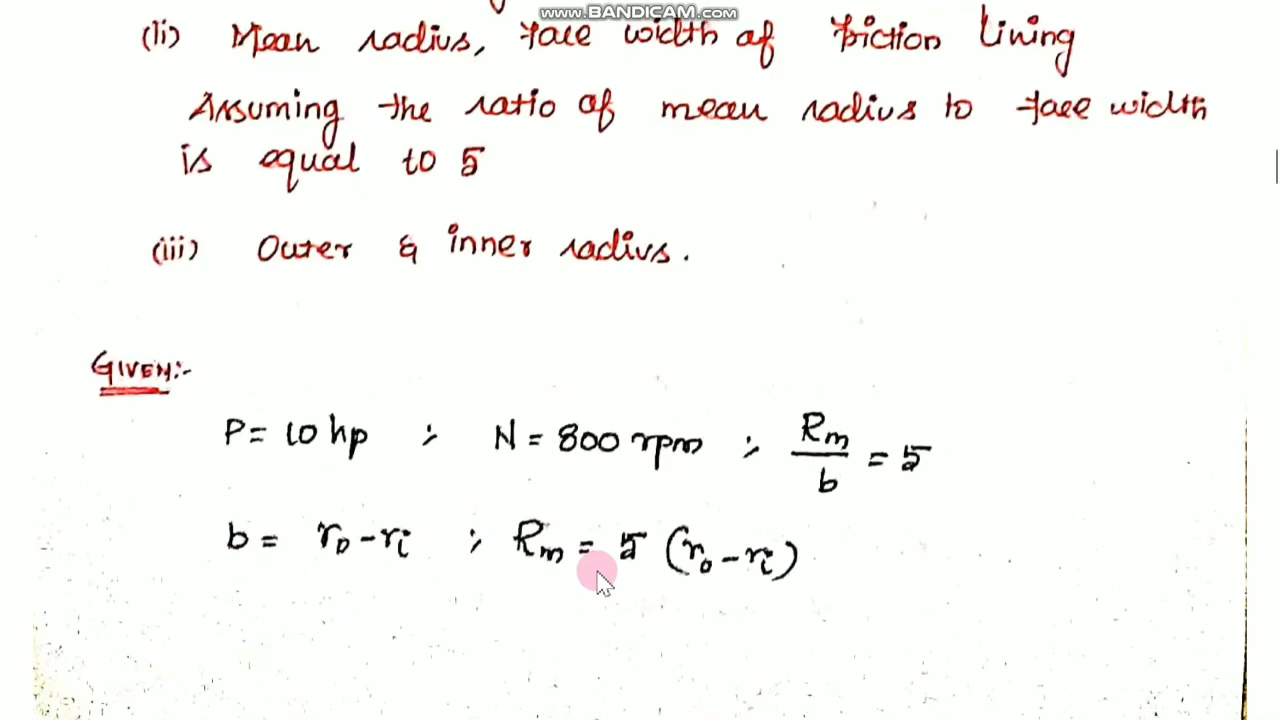 www.BANDICAM.com
(ii) Mean radius, face width of friction lining
Assuming the ratio of mean radius to face width
is equal to 5
(iii) Outer & inner radius.
GIVEN:-
P = 10 hp ; N = 800 rpm ; Rm/b = 5
b = ro - ri ; Rm = 5 (ro - ri)